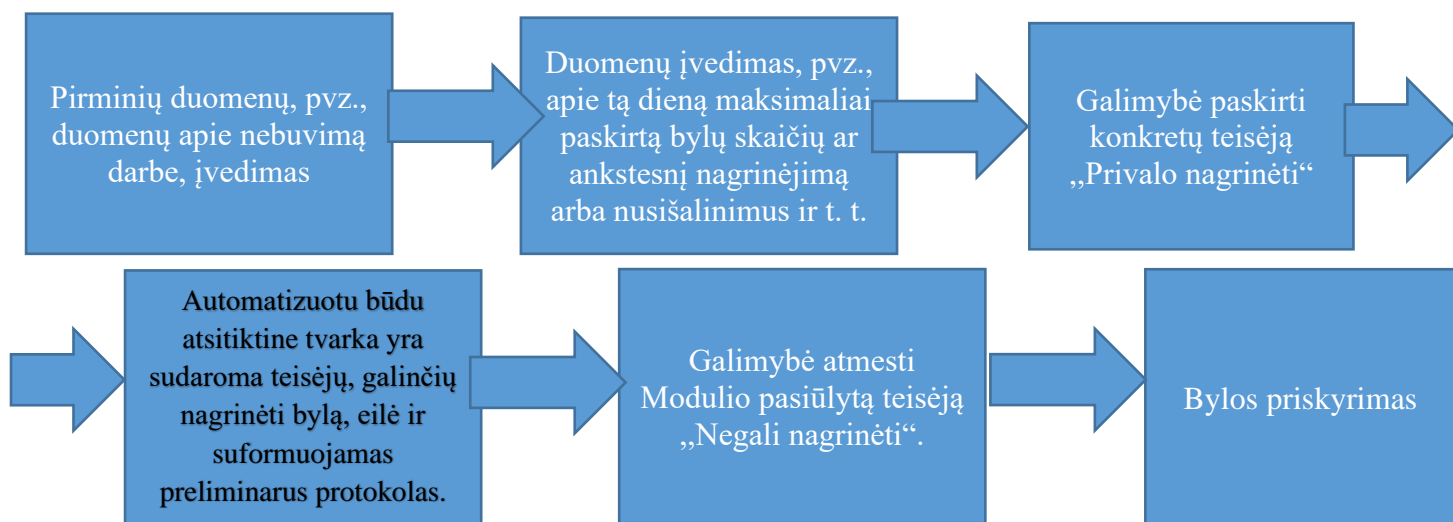 Pirminių duomenų, pvz.,
duomenų apie nebuvimą
darbe, įvedimas
Duomenų įvedimas, pvz.,
apie tą dieną maksimaliai
paskirtą bylų skaičių ar
ankstesnį nagrinėjimą
arba nusišalinimus ir t. t.
Galimybė paskirti
konkretų teisėją
,,Privalo nagrinėti“
Automatizuotu būdu
atsitiktine tvarka yra
sudaroma teisėjų, galinčių
nagrinėti bylą, eilė ir
suformuojamas
preliminarus protokolas.
Galimybė atmesti
Modulio pasiūlytą teisėją
,,Negali nagrinėti“.
Bylos priskyrimas